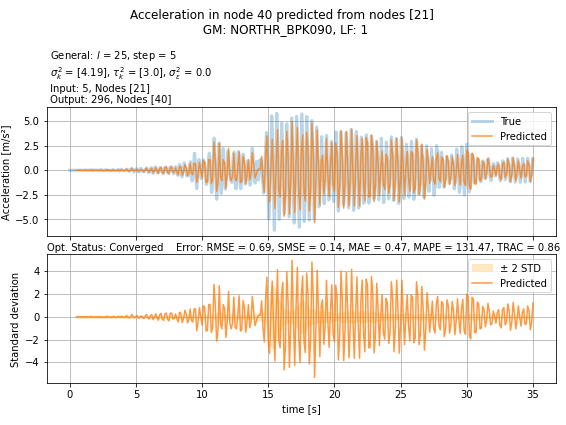 Acceleration in node 40 predicted from nodes [21]
GM: NORTHR_BPK090, LF: 1
General: l = 25, step = 5
σ²ₖ = [4.19], τ²ₖ = [3.0], σ²ₜ = 0.0
Input: 5, Nodes [21]
Output: 296, Nodes [40]
5.0
2.5
0.0
−2.5
−5.0
Acceleration [m/s²]
True
Predicted
Opt. Status: Converged Error: RMSE = 0.69, SMSE = 0.14, MAE = 0.47, MAPE = 131.47, TRAC = 0.86
4
2
0
−2
−4
Standard deviation
± 2 STD
Predicted
0 5 10 15 20 25 30 35
time [s]